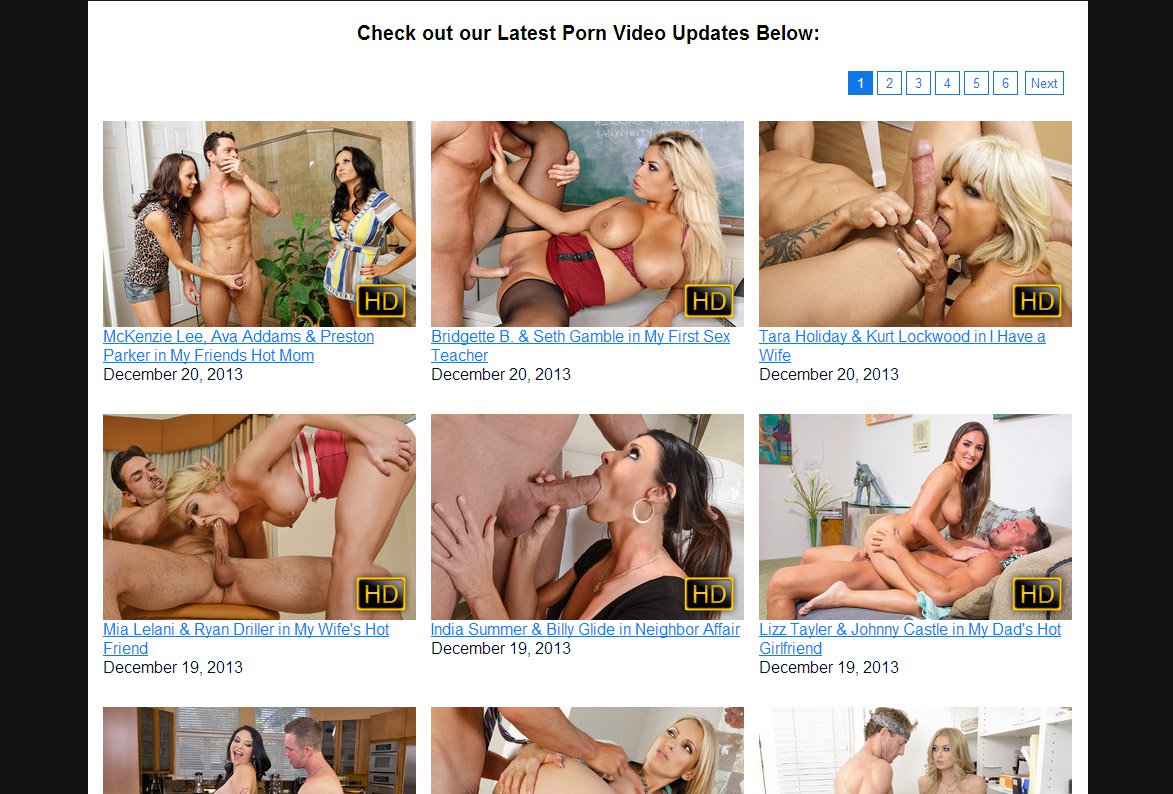 Check out our Latest Porn Video Updates Below:
1 2 3 4 5 6 Next
HD
HD
HD
McKenzie Lee, Ava Addams & Preston
Parker in My Friends Hot Mom
December 20, 2013
Bridgette B. & Seth Gamble in My First Sex
Teacher
December 20, 2013
Tara Holiday & Kurt Lockwood in I Have a
Wife
December 20, 2013
HD
HD
HD
Mia Lelani & Ryan Driller in My Wife's Hot
Friend
December 19, 2013
India Summer & Billy Glide in Neighbor Affair
December 19, 2013
Lizz Tayler & Johnny Castle in My Dad's Hot
Girlfriend
December 19, 2013